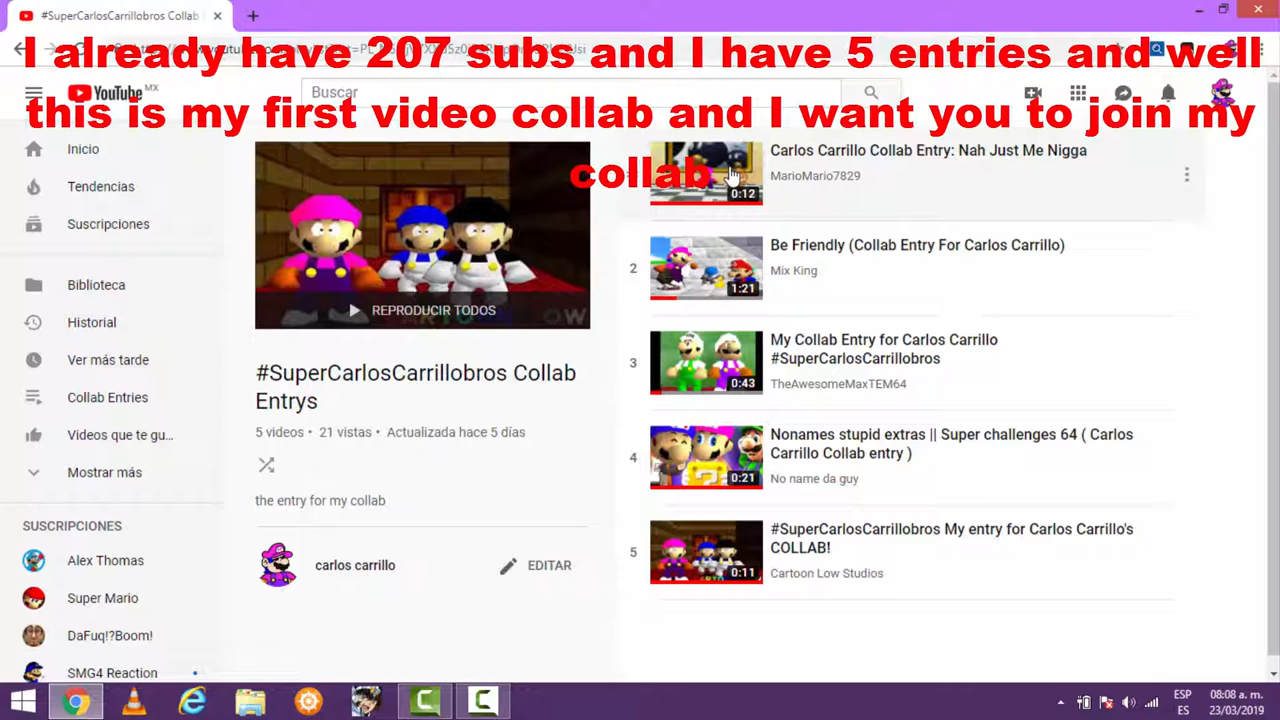 #SuperCarlosCarrillobros Collab
I already have 207 subs and I have 5 entries and well
this is my first video collab and I want you to join my
collab
YouTube MX
Buscar
Inicio
Tendencias
Suscripciones
Biblioteca
Historial
Ver más tarde
Collab Entries
Videos que te gu...
Mostrar más
SUSCRIPCIONES
Alex Thomas
Super Mario
DaFuq!?Boom!
SMG4 Reaction
REPRODUCIR TODOS
#SuperCarlosCarrillobros Collab
Entrys
5 videos • 21 vistas • Actualizada hace 5 días
the entry for my collab
carlos carrillo
EDITAR
Carlos Carrillo Collab Entry: Nah Just Me Nigga
MarioMario7829
0:12
2
Be Friendly (Collab Entry For Carlos Carrillo)
Mix King
1:21
3
My Collab Entry for Carlos Carrillo
#SuperCarlosCarrillobros
TheAwesomeMaxTEM64
0:43
4
Nonames stupid extras || Super challenges 64 ( Carlos
Carrillo Collab entry )
No name da guy
0:21
5
#SuperCarlosCarrillobros My entry for Carlos Carrillo's
COLLAB!
Cartoon Low Studios
0:11
ESP
ES
08:08 a. m.
23/03/2019